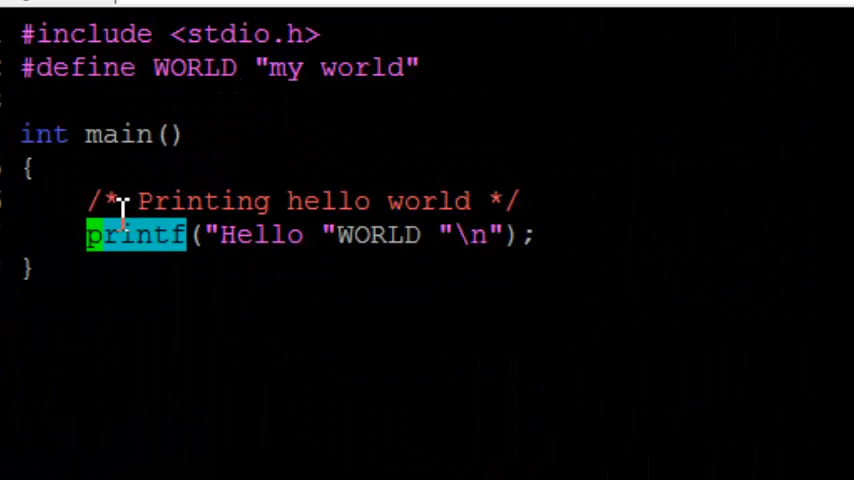 #include <stdio.h>
#define WORLD "my world"
int main()
{
/* Printing hello world */
printf("Hello "WORLD "\n");
}